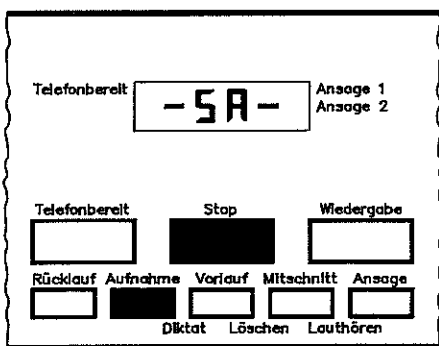 Telefonbereit -SA- Ansage 1
Ansage 2
Telefonbereit Stop Wiedergabe
Rücklauf Aufnahme Vorlauf Mitschnitt Ansage
Diktat Löschen Lauthören